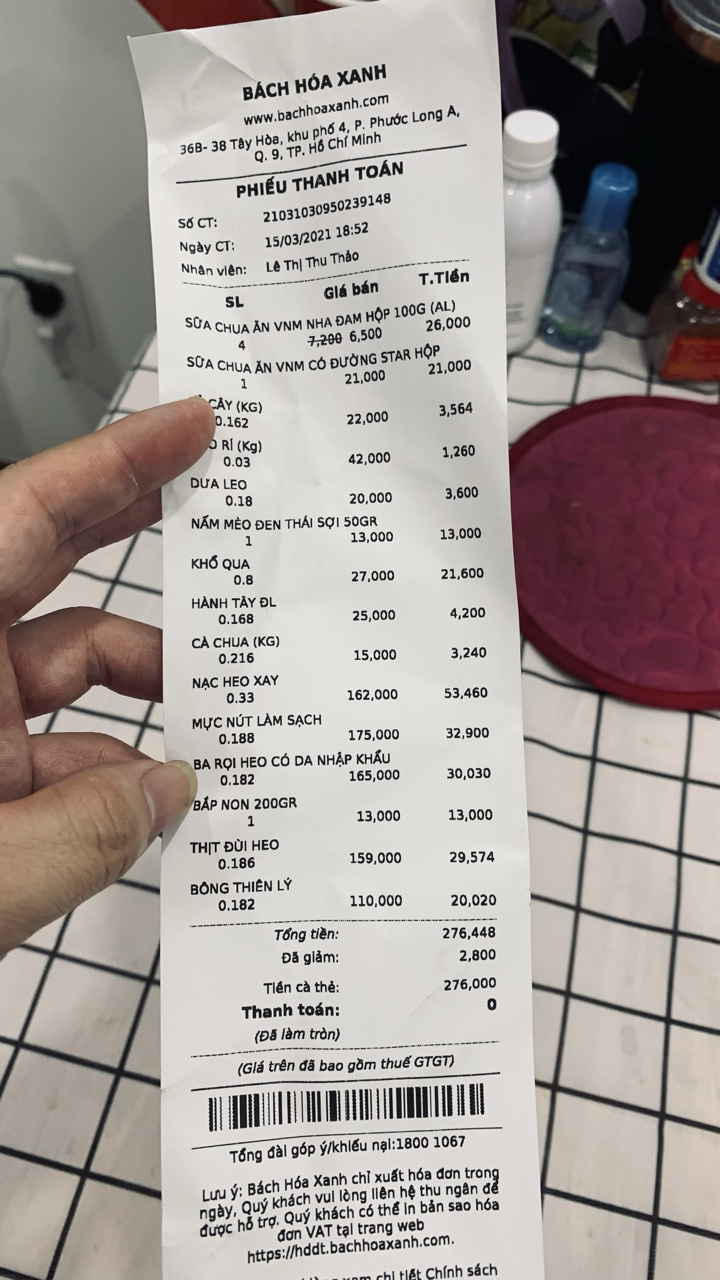 BÁCH HÓA XANH
www.bachhoaxanh.com
36B- 38 Tây Hòa, khu phố 4, P. Phước Long A,
Q. 9, TP. Hồ Chí Minh
PHIẾU THANH TOÁN
Số CT: 21031030950239148
Ngày CT: 15/03/2021 18:52
Nhân viên: Lê Thị Thu Thảo
SL Giá bán T.Tiền
SỮA CHUA ĂN VNM NHA ĐAM HỘP 100G (AL)
4 7,200 6,500 26,000
SỮA CHUA ĂN VNM CÓ ĐƯỜNG STAR HỘP
1 21,000 21,000
CÂY (KG)
0.162 22,000 3,564
RÍ (Kg)
0.03 42,000 1,260
DƯA LEO
0.18 20,000 3,600
NẤM MÈO ĐEN THÁI SỢI 50GR
1 13,000 13,000
KHỔ QUA
0.8 27,000 21,600
HÀNH TÂY ĐL
0.168 25,000 4,200
CÀ CHUA (KG)
0.216 15,000 3,240
NẠC HEO XAY
0.33 162,000 53,460
MỰC NÚT LÀM SẠCH
0.188 175,000 32,900
BA RỌI HEO CÓ DA NHẬP KHẨU
0.182 165,000 30,030
BẮP NON 200GR
1 13,000 13,000
THỊT ĐÙI HEO
0.186 159,000 29,574
BÔNG THIÊN LÝ
0.182 110,000 20,020
Tổng tiền: 276,448
Đã giảm: 2,800
Tiền cà thẻ: 276,000
Thanh toán: 0
(Đã làm tròn)
(Giá trên đã bao gồm thuế GTGT)
Tổng đài góp ý/khiếu nại:1800 1067
Lưu ý: Bách Hóa Xanh chỉ xuất hóa đơn trong
ngày, Quý khách vui lòng liên hệ thu ngân để
được hỗ trợ. Quý khách có thể in bản sao hóa
đơn VAT tại trang web
https://hddt.bachhoaxanh.com.
xem chi tiết Chính sách